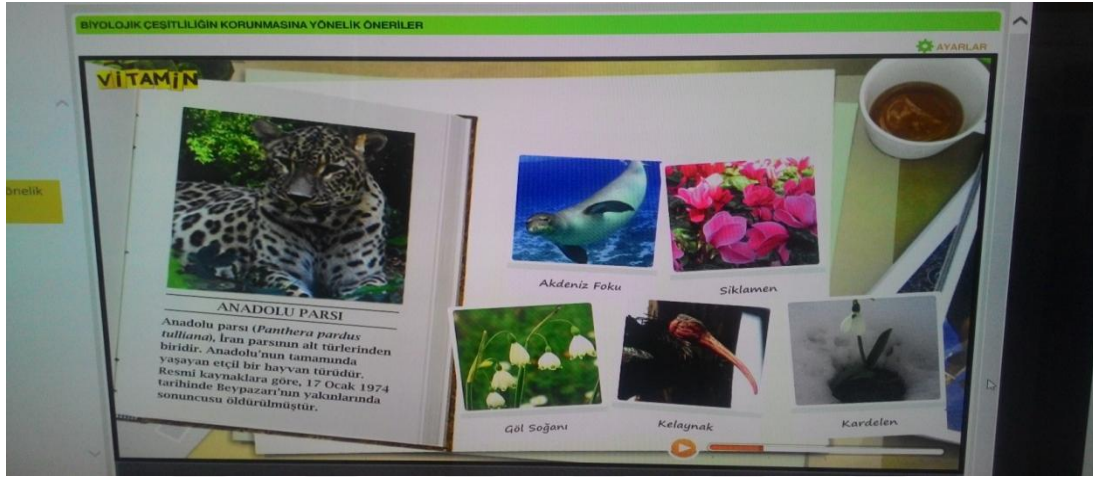 BİYOLOJİK ÇEŞİTLİLİĞİN KORUNMASINA YÖNELİK ÖNERİLER
AYARLAR
VİTAMİN
önelik
ANADOLU PARSI
Anadolu parsı (Panthera pardus
tulliana), İran parsının alt türlerinden
biridir. Anadolu'nun tamamında
yaşayan etçil bir hayvan türüdür.
Resmi kaynaklara göre, 17 Ocak 1974
tarihinde Beypazarı'nın yakınlarında
sonuncusu öldürülmüştür.
Akdeniz Foku
Siklamen
Göl Soğanı
Kelaynak
Kardelen